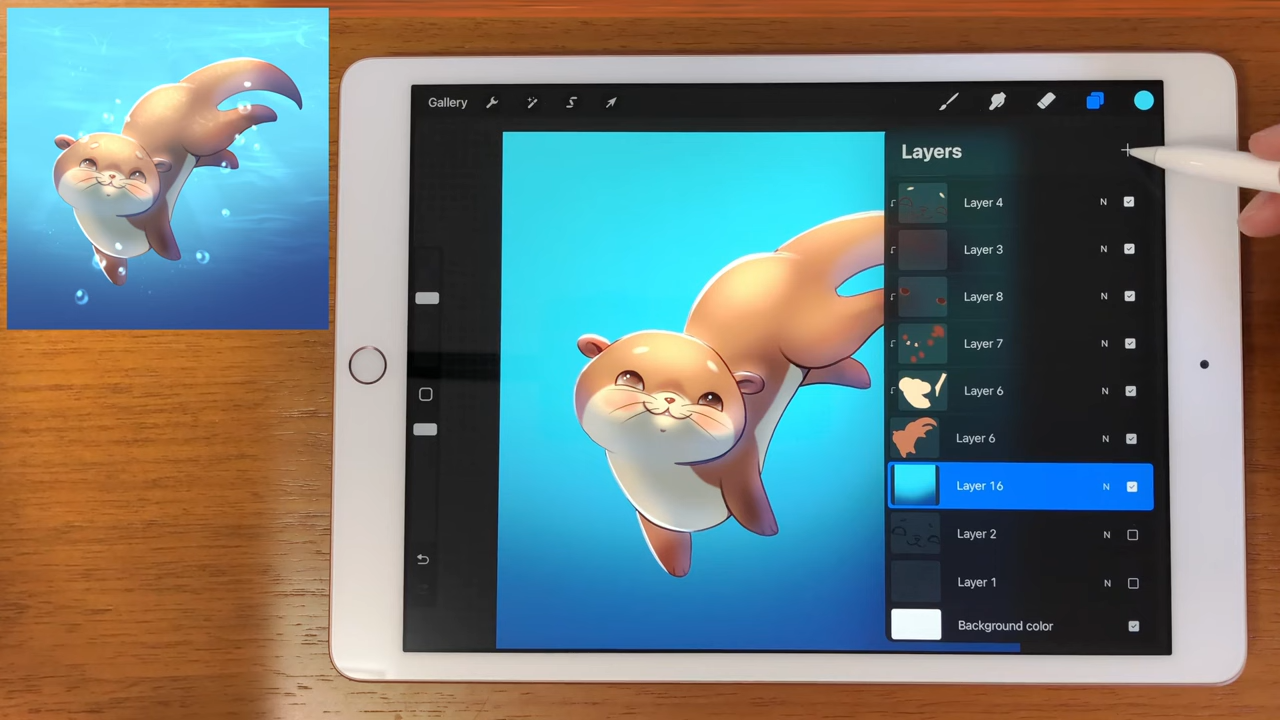 Gallery
Layers
Layer 4 N
Layer 3 N
Layer 8 N
Layer 7 N
Layer 6 N
Layer 6 N
Layer 16 N
Layer 2 N
Layer 1 N
Background color